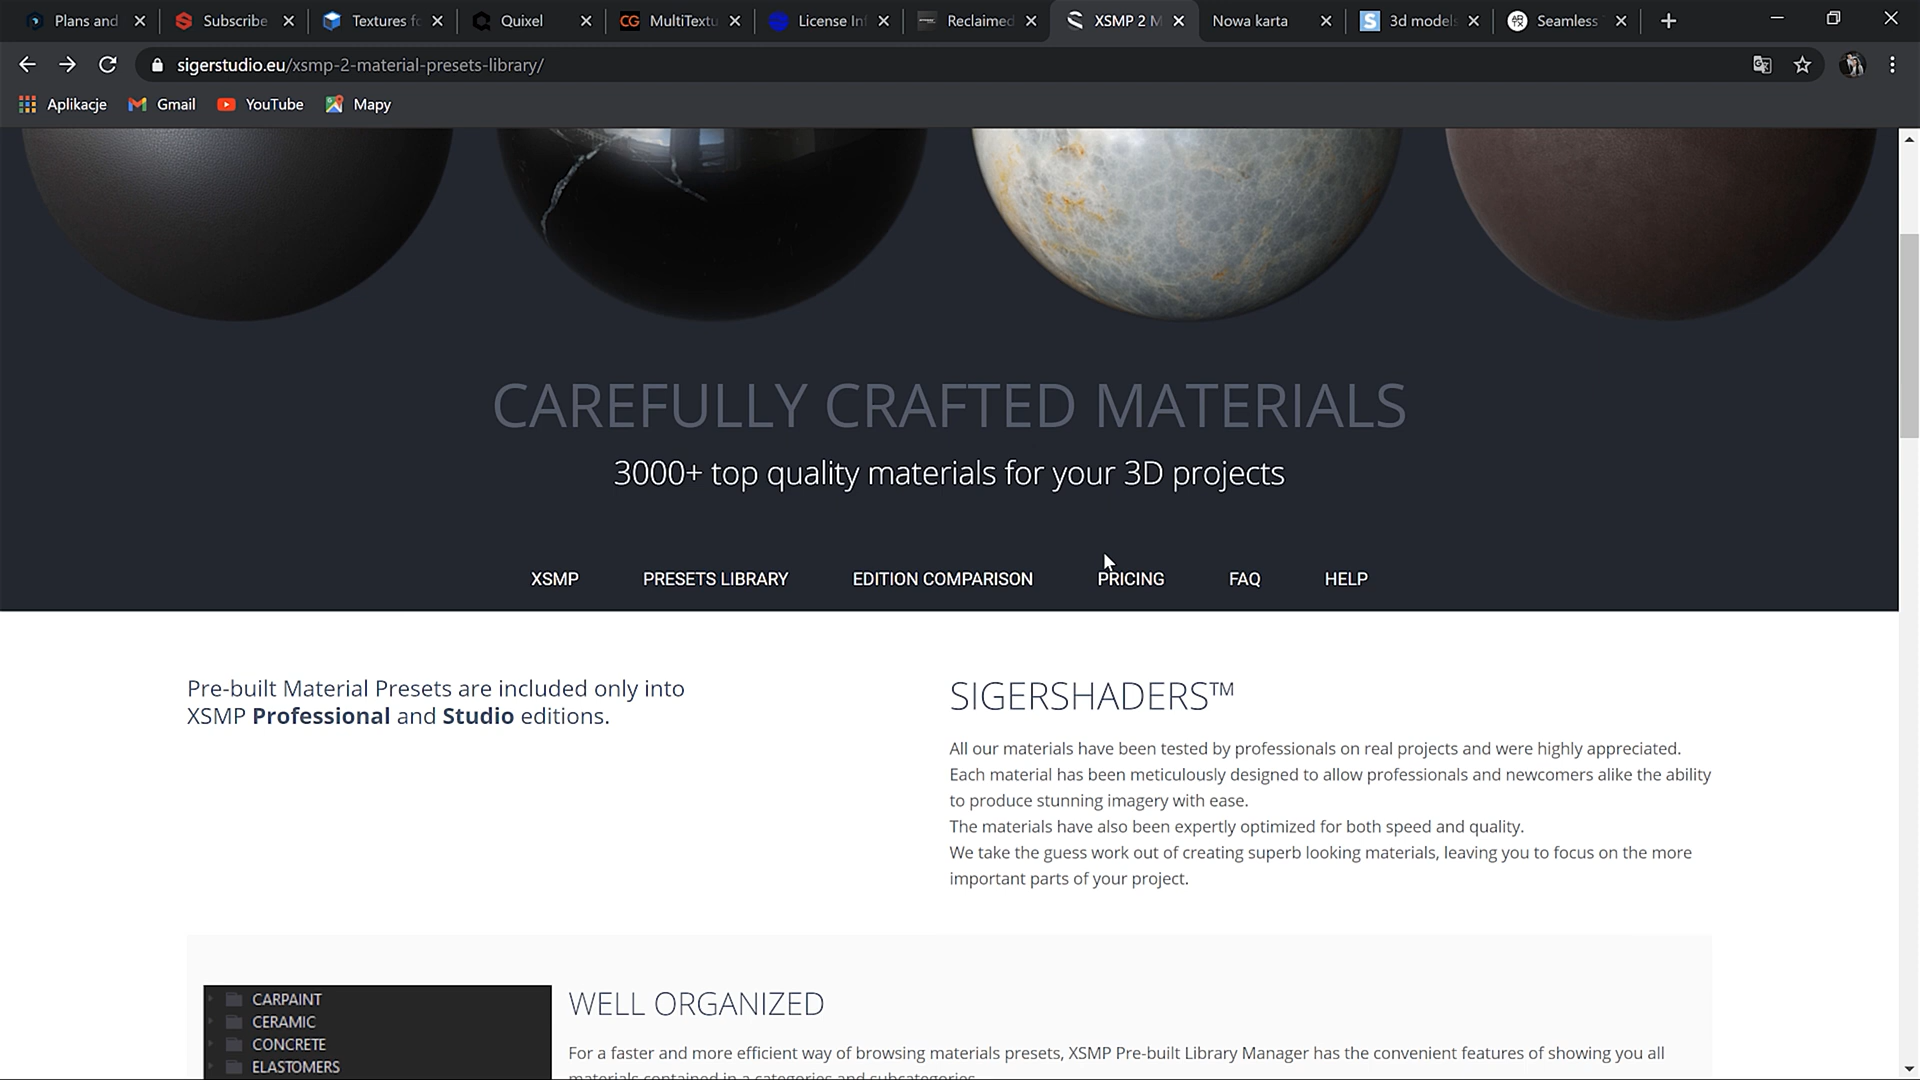 Plans and
Subscribe
Textures fo
Quixel
CG MultiTextu
License Inf
Reclaimed
XSMP 2 M
Nowa karta
3d models
Seamless
sigerstudio.eu/xsmp-2-material-presets-library/
Aplikacje Gmail YouTube Mapy
CAREFULLY CRAFTED MATERIALS
3000+ top quality materials for your 3D projects
XSMP PRESETS LIBRARY EDITION COMPARISON PRICING FAQ HELP
Pre-built Material Presets are included only into
XSMP Professional and Studio editions.
SIGERSHADERS™
All our materials have been tested by professionals on real projects and were highly appreciated.
Each material has been meticulously designed to allow professionals and newcomers alike the ability
to produce stunning imagery with ease.
The materials have also been expertly optimized for both speed and quality.
We take the guess work out of creating superb looking materials, leaving you to focus on the more
important parts of your project.
CARPAINT
CERAMIC
CONCRETE
ELASTOMERS
WELL ORGANIZED
For a faster and more efficient way of browsing materials presets, XSMP Pre-built Library Manager has the convenient features of showing you all
materials contained in a categories and subcategories.